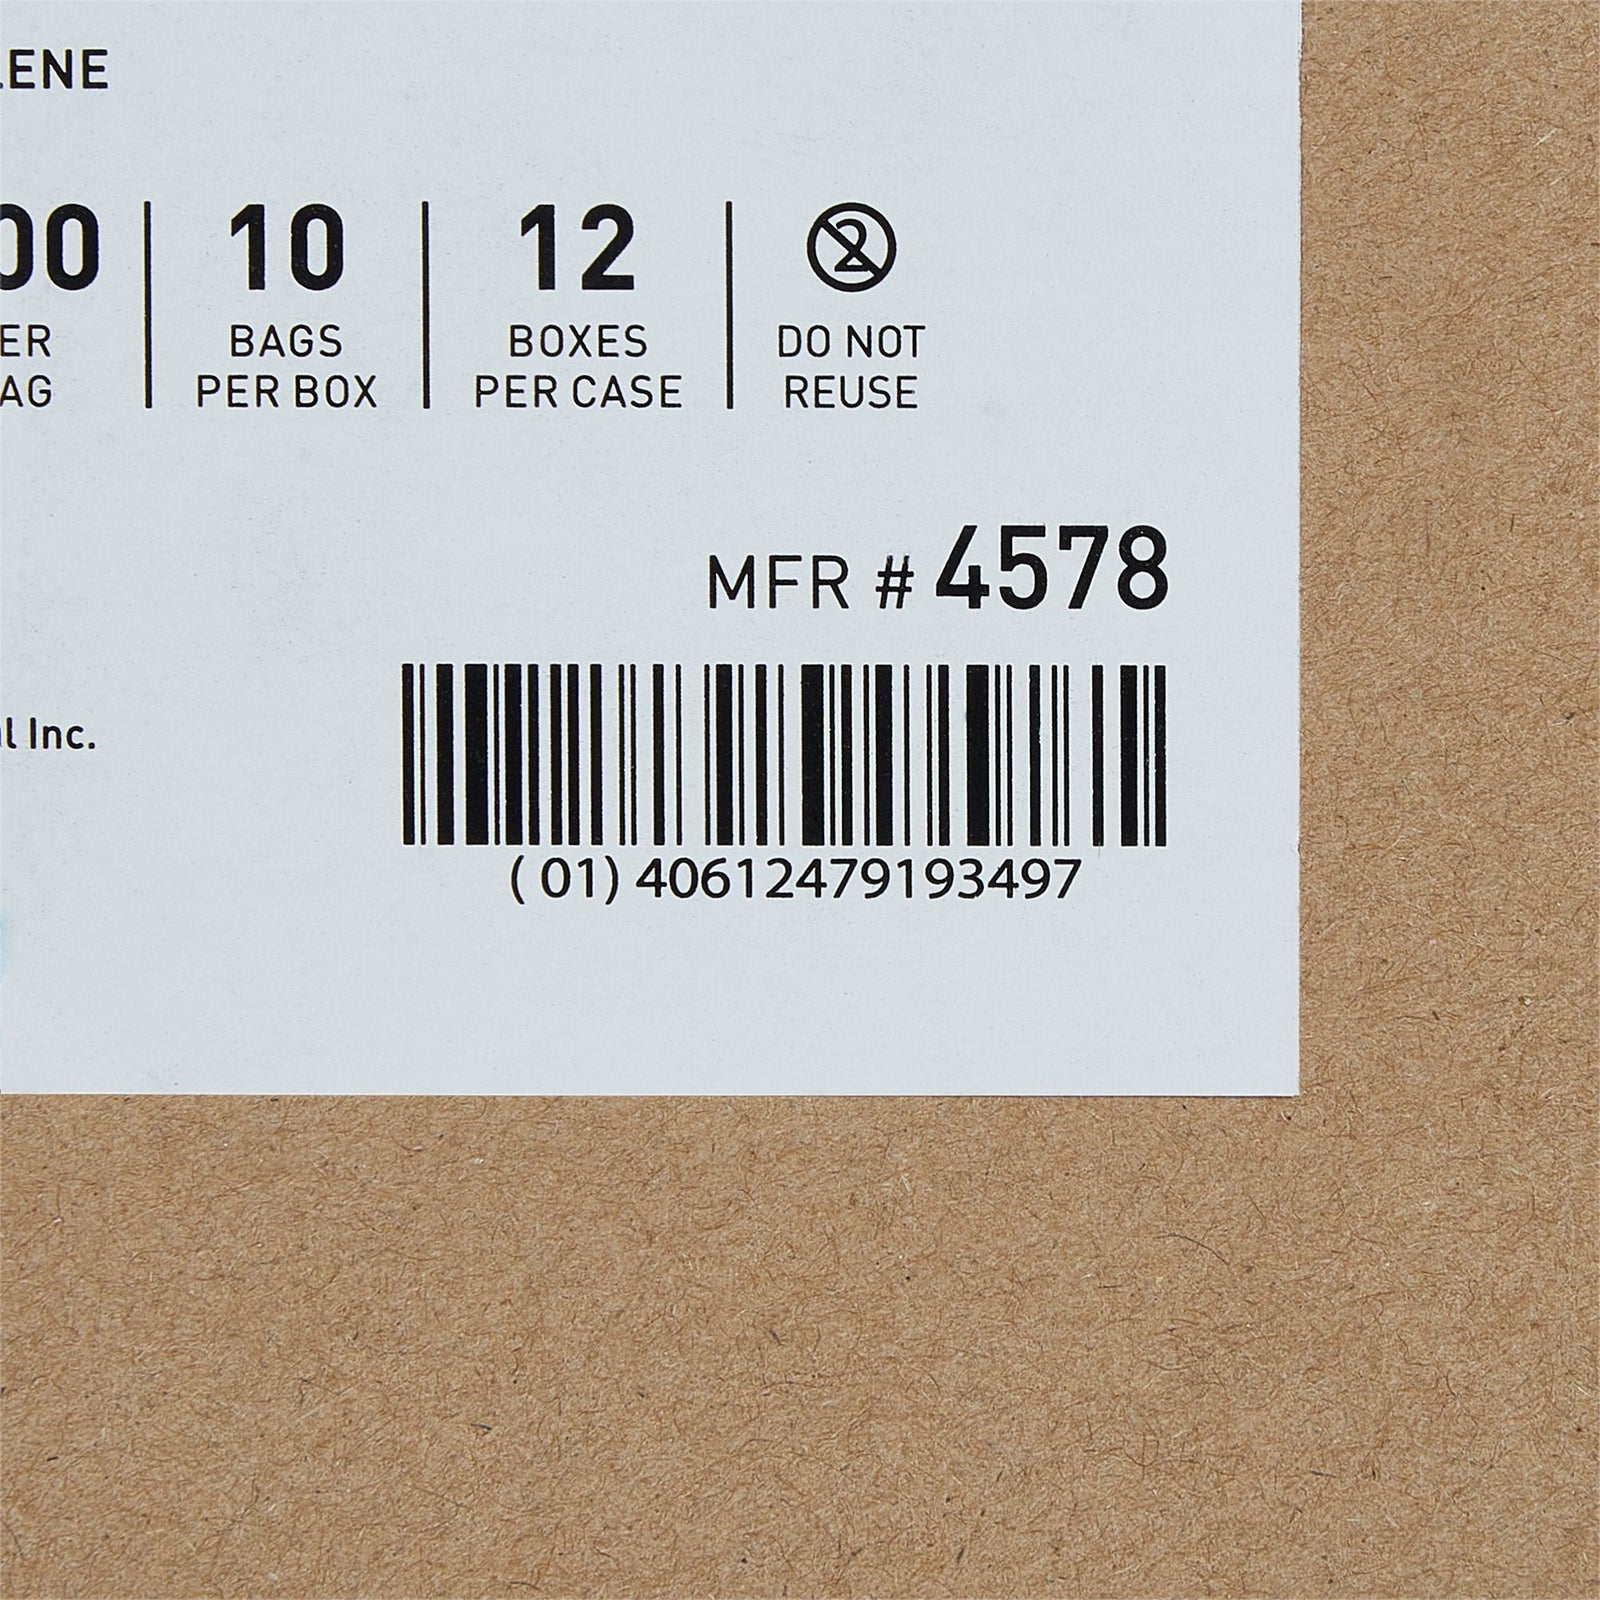 LENE
00
ER
AG
10
BAGS
PER BOX
12
BOXES
PER CASE
2
DO NOT
REUSE
MFR # 4578
l Inc.
( 01) 40612479193497